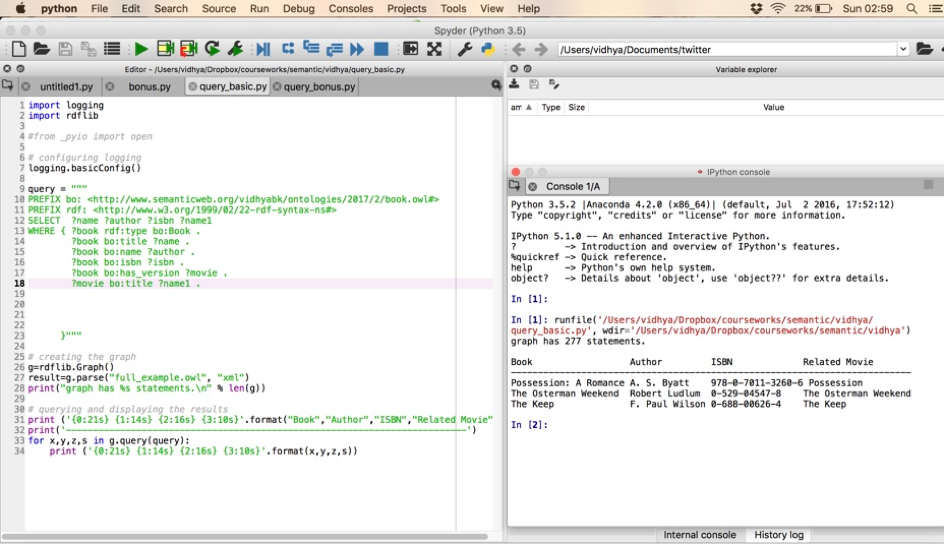 python File Edit Search Source Run Debug Consoles Projects Tools View Help 22% Sun 02:59
Spyder (Python 3.5)
/Users/vidhya/Documents/twitter
Editor - /Users/vidhya/Dropbox/courseworks/semantic/vidhya/query_basic.py
untitled1.py bonus.py query_basic.py query_bonus.py
1 import logging
2 import rdflib
3
4 #from _pyio import open
5
6 # configuring logging
7 logging.basicConfig()
8
9 query = """
10 PREFIX bo: <http://www.semanticweb.org/vidhyabk/ontologies/2017/2/book.owl#>
11 PREFIX rdf: <http://www.w3.org/1999/02/22-rdf-syntax-ns#>
12 SELECT ?name ?author ?isbn ?name1
13 WHERE { ?book rdf:type bo:Book .
14 ?book bo:title ?name .
15 ?book bo:name ?author .
16 ?book bo:isbn ?isbn .
17 ?book bo:has_version ?movie .
18 ?movie bo:title ?name1 .
19
20
21
22
23 }"""
24
25 # creating the graph
26 g=rdflib.Graph()
27 result=g.parse("full_example.owl", "xml")
28 print("graph has %s statements.\n" % len(g))
29
30 # querying and displaying the results
31 print ('{0:21s} {1:14s} {2:16s} {3:10s}'.format("Book","Author","ISBN","Related Movie"
32 print('----------------------------------------------------------------------')
33 for x,y,z,s in g.query(query):
34 print ('{0:21s} {1:14s} {2:16s} {3:10s}'.format(x,y,z,s))
Variable explorer
am Type Size Value
IPython console
Console 1/A
Python 3.5.2 |Anaconda 4.2.0 (x86_64)| (default, Jul 2 2016, 17:52:12)
Type "copyright", "credits" or "license" for more information.
IPython 5.1.0 -- An enhanced Interactive Python.
? -> Introduction and overview of IPython's features.
%quickref -> Quick reference.
help -> Python's own help system.
object? -> Details about 'object', use 'object??' for extra details.
In [1]:
In [1]: runfile('/Users/vidhya/Dropbox/courseworks/semantic/vidhya/
query_basic.py', wdir='/Users/vidhya/Dropbox/courseworks/semantic/vidhya')
graph has 277 statements.
Book Author ISBN Related Movie
----------------------------------------------------------------------
Possession: A Romance A. S. Byatt 978-0-7011-3260-6 Possession
The Osterman Weekend Robert Ludlum 0-529-04547-8 The Osterman Weekend
The Keep F. Paul Wilson 0-688-00626-4 The Keep
In [2]:
Internal console History log